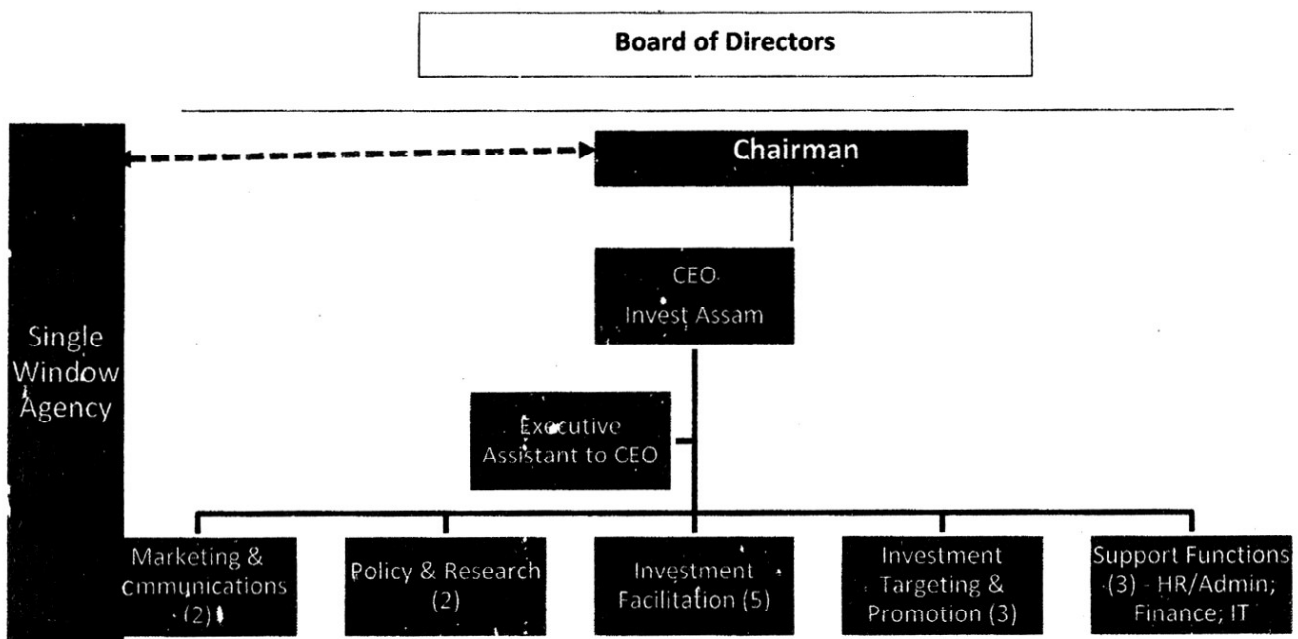 Board of Directors
Chairman
CEO
Invest Assam
Single
Window
Agency
Executive
Assistant to CEO
Marketing &
mmunications
(2)
Policy & Research
(2)
Investment
Facilitation (5)
Investment
Targeting &
Promotion (3)
Support Functions
(3) - HR/Admin;
Finance; IT